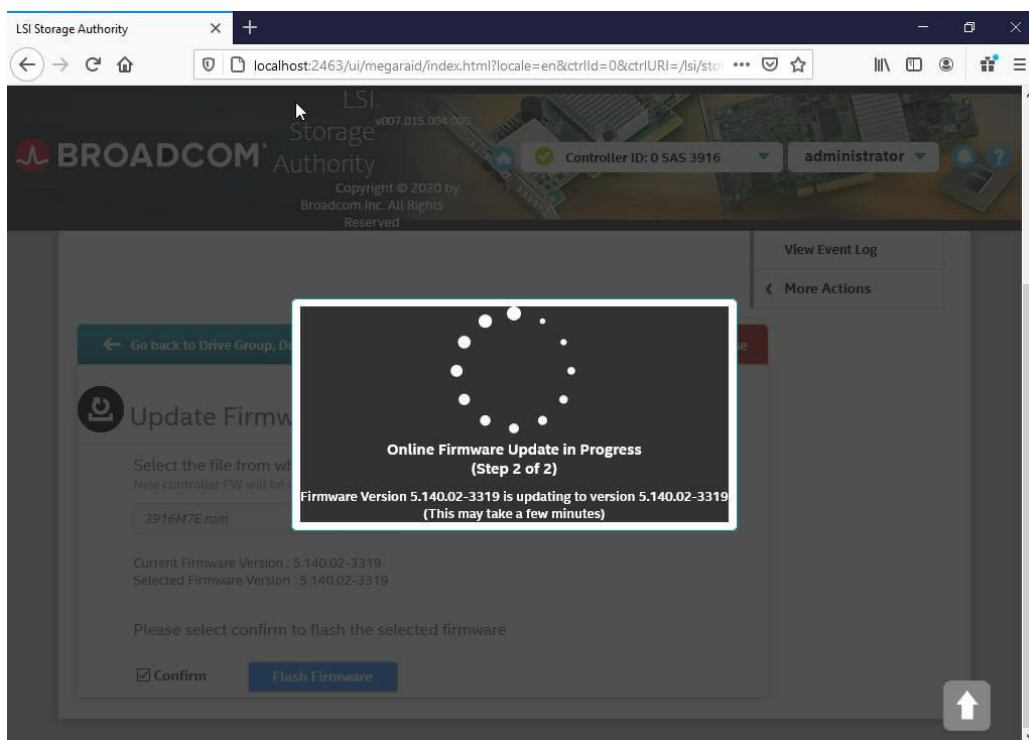 LSI Storage Authority
localhost:2463/ui/megaraid/index.html?locale=en&ctrlId=0&ctrlURI=/lsi/sto
BROADCOM
LSI
Storage
Authority
v007.015.004.000
Copyright © 2020 by
Broadcom Inc. All Rights
Reserved
Controller ID: 0 SAS 3916
administrator
?
View Event Log
More Actions
Go back to Drive Group,
Online Firmware Update in Progress
(Step 2 of 2)
Firmware Version 5.140.02-3319 is updating to version 5.140.02-3319
(This may take a few minutes)
Update Firmw
Select the file from wh
New controller FW will be
3916M7E.rom
Current Firmware Version : 5.140.02-3319
Selected Firmware Version : 5.140.02-3319
Please select confirm to flash the selected firmware
Confirm
Flash Firmware